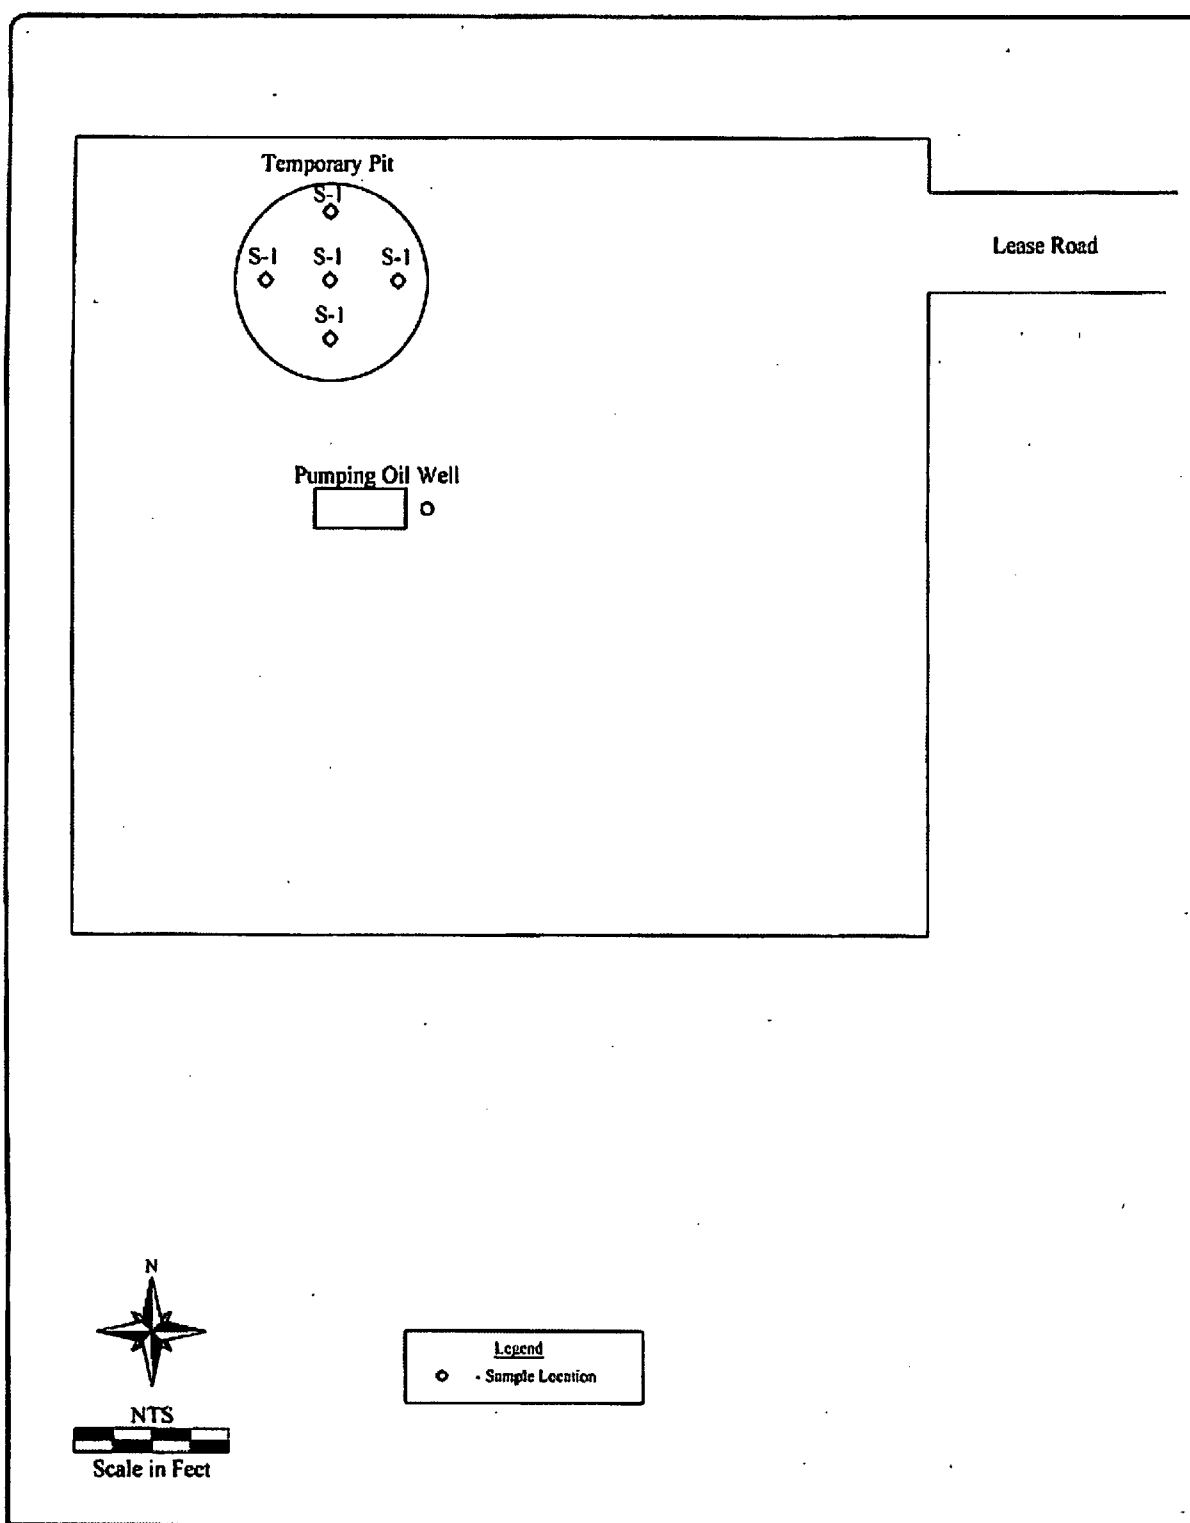 Temporary Pit
S-1
S-1 S-1 S-1
S-1
Lease Road
Pumping Oil Well
N
NTS
Scale in Feet
Legend
- Sample Location